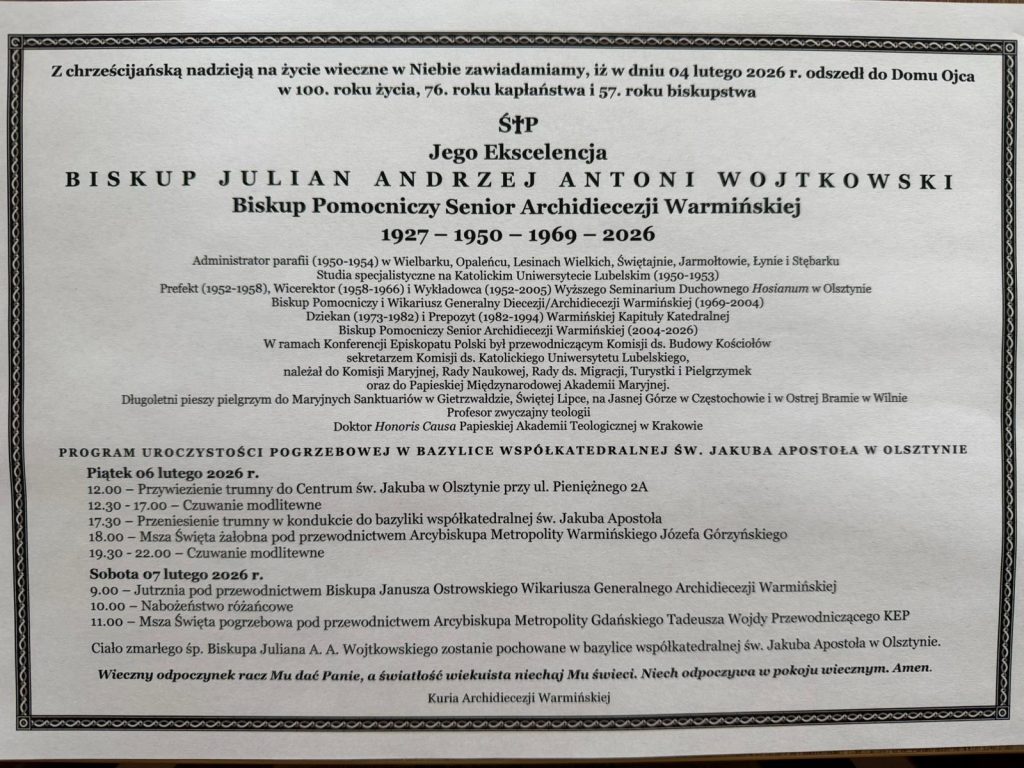 Z chrześcijańską nadzieją na życie wieczne w Niebie zawiadamiamy, iż w dniu 04 lutego 2026 r. odszedł do Domu Ojca
w 100. roku życia, 76. roku kapłaństwa i 57. roku biskupstwa
Ś✝P
Jego Ekscelencja
BISKUP JULIAN ANDRZEJ ANTONI WOJTKOWSKI
Biskup Pomocniczy Senior Archidiecezji Warmińskiej
1927 – 1950 – 1969 – 2026
Administrator parafii (1950-1954) w Wielbarku, Opaleńcu, Lesinach Wielkich, Świętajnie, Jarmołtowie, Łynie i Stębarku
Studia specjalistyczne na Katolickim Uniwersytecie Lubelskim (1950-1953)
Prefekt (1952-1958), Wicerektor (1958-1966) i Wykładowca (1952-2005) Wyższego Seminarium Duchownego Hosianum w Olsztynie
Biskup Pomocniczy i Wikariusz Generalny Diecezji/Archidiecezji Warmińskiej (1969-2004)
Dziekan (1973-1982) i Prepozyt (1982-1994) Warmińskiej Kapituły Katedralnej
Biskup Pomocniczy Senior Archidiecezji Warmińskiej (2004-2026)
W ramach Konferencji Episkopatu Polski był przewodniczącym Komisji ds. Budowy Kościołów
sekretarzem Komisji ds. Katolickiego Uniwersytetu Lubelskiego,
należał do Komisji Maryjnej, Rady Naukowej, Rady ds. Migracji, Turystki i Pielgrzymek
oraz do Papieskiej Międzynarodowej Akademii Maryjnej.
Długoletni pieszy pielgrzym do Maryjnych Sanktuariów w Gietrzwałdzie, Świętej Lipce, na Jasnej Górze w Częstochowie i w Ostrej Bramie w Wilnie
Profesor zwyczajny teologii
Doktor Honoris Causa Papieskiej Akademii Teologicznej w Krakowie
PROGRAM UROCZYSTOŚCI POGRZEBOWEJ W BAZYLICE WSPÓŁKATEDRALNEJ ŚW. JAKUBA APOSTOŁA W OLSZTYNIE
Piątek 06 lutego 2026 r.
12.00 – Przywiezienie trumny do Centrum św. Jakuba w Olsztynie przy ul. Pieniężnego 2A
12.30 - 17.00 – Czuwanie modlitewne
17.30 – Przeniesienie trumny w kondukcie do bazyliki współkatedralnej św. Jakuba Apostoła
18.00 – Msza Święta żałobna pod przewodnictwem Arcybiskupa Metropolity Warmińskiego Józefa Górzyńskiego
19.30 - 22.00 – Czuwanie modlitewne
Sobota 07 lutego 2026 r.
9.00 – Jutrznia pod przewodnictwem Biskupa Janusza Ostrowskiego Wikariusza Generalnego Archidiecezji Warmińskiej
10.00 – Nabożeństwo różańcowe
11.00 – Msza Święta pogrzebowa pod przewodnictwem Arcybiskupa Metropolity Gdańskiego Tadeusza Wojdy Przewodniczącego KEP
Ciało zmarłego śp. Biskupa Juliana A. A. Wojtkowskiego zostanie pochowane w bazylice współkatedralnej św. Jakuba Apostoła w Olsztynie.
Wieczny odpoczynek racz Mu dać Panie, a światłość wiekuista niechaj Mu świeci. Niech odpoczywa w pokoju wiecznym. Amen.
Kuria Archidiecezji Warmińskiej